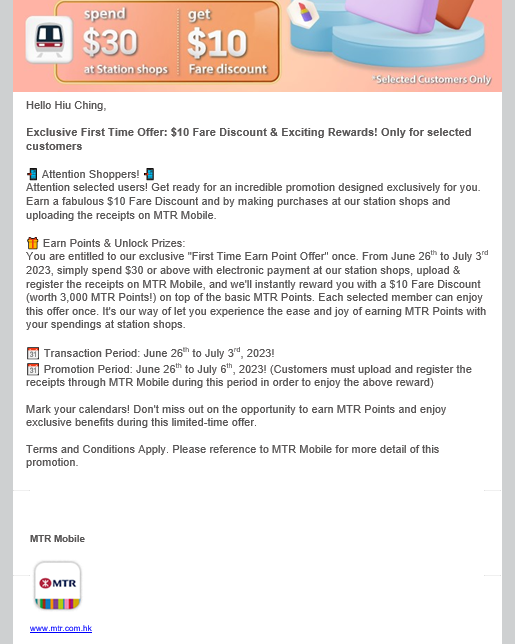 spend
$30
at Station shops
get
$10
Fare discount
*Selected Customers Only
Hello Hiu Ching,
Exclusive First Time Offer: $10 Fare Discount & Exciting Rewards! Only for selected
customers
Attention Shoppers!
Attention selected users! Get ready for an incredible promotion designed exclusively for you.
Earn a fabulous $10 Fare Discount and by making purchases at our station shops and
uploading the receipts on MTR Mobile.
Earn Points & Unlock Prizes:
You are entitled to our exclusive "First Time Earn Point Offer" once. From June 26th to July 3rd
2023, simply spend $30 or above with electronic payment at our station shops, upload &
register the receipts on MTR Mobile, and we'll instantly reward you with a $10 Fare Discount
(worth 3,000 MTR Points!) on top of the basic MTR Points. Each selected member can enjoy
this offer once. It's our way of let you experience the ease and joy of earning MTR Points with
your spendings at station shops.
31 Transaction Period: June 26th to July 3rd, 2023!
31 Promotion Period: June 26th to July 6th, 2023! (Customers must upload and register the
receipts through MTR Mobile during this period in order to enjoy the above reward)
Mark your calendars! Don't miss out on the opportunity to earn MTR Points and enjoy
exclusive benefits during this limited-time offer.
Terms and Conditions Apply. Please reference to MTR Mobile for more detail of this
promotion.
MTR Mobile
MTR
www.mtr.com.hk